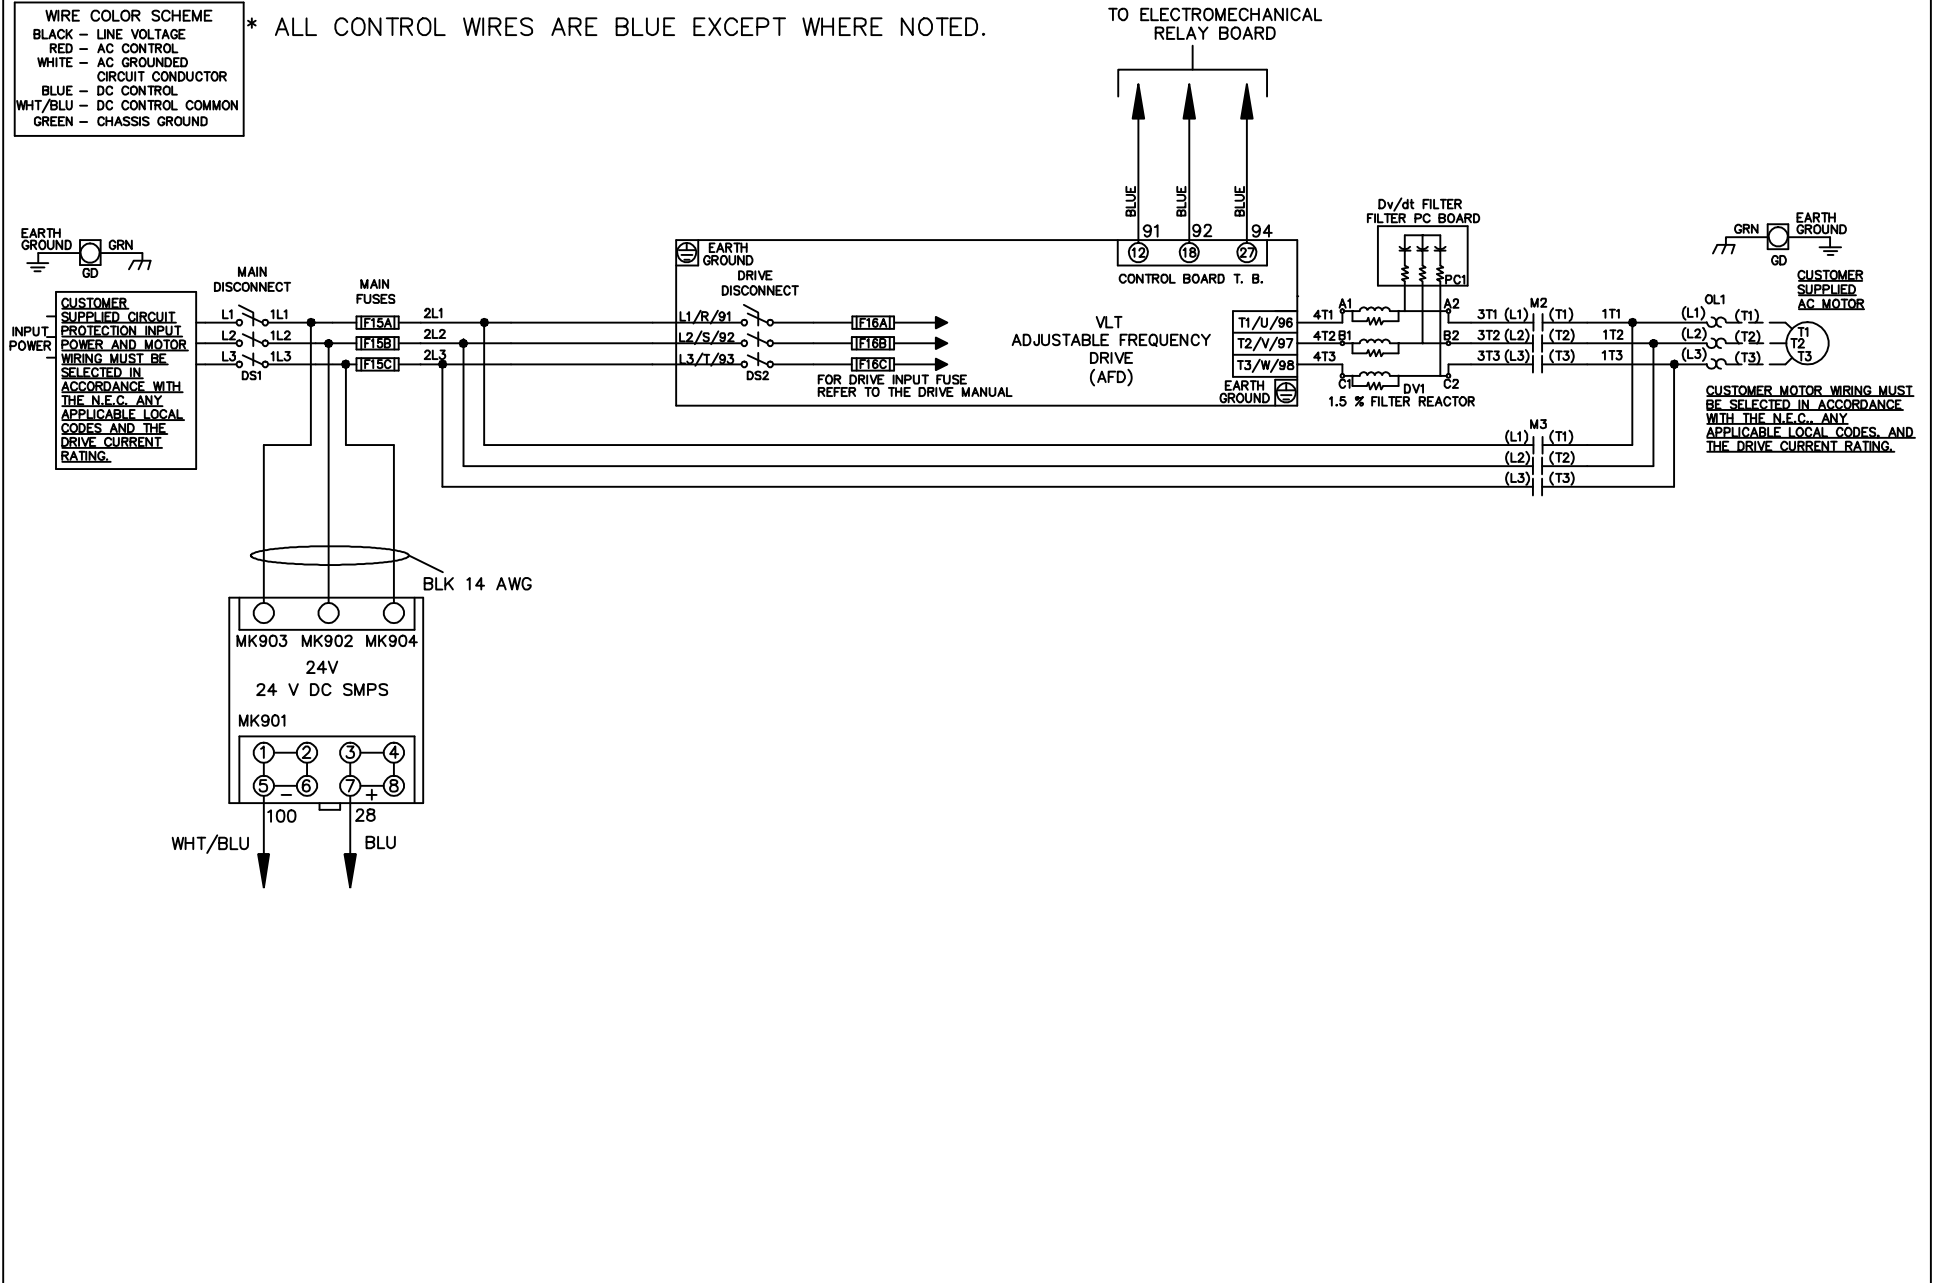 WIRE COLOR SCHEME
BLACK – LINE VOLTAGE
RED – AC CONTROL
WHITE – AC GROUNDED
CIRCUIT CONDUCTOR
BLUE – DC CONTROL
WHT/BLU – DC CONTROL COMMON
GREEN – CHASSIS GROUND
* ALL CONTROL WIRES ARE BLUE EXCEPT WHERE NOTED.
TO ELECTROMECHANICAL
RELAY BOARD
BLUE
BLUE
BLUE
91
92
94
12
18
27
CONTROL BOARD T. B.
EARTH
GROUND
GRN
GD
INPUT
POWER
CUSTOMER
SUPPLIED CIRCUIT
PROTECTION INPUT
POWER AND MOTOR
WIRING MUST BE
SELECTED IN
ACCORDANCE WITH
THE N.E.C. ANY
APPLICABLE LOCAL
CODES AND THE
DRIVE CURRENT
RATING.
MAIN
DISCONNECT
L1
1L1
L2
1L2
L3
1L3
DS1
MAIN
FUSES
F15A
F15B
F15C
2L1
2L2
2L3
EARTH
GROUND
DRIVE
DISCONNECT
L1/R/91
L2/S/92
L3/T/93
DS2
F16A
F16B
F16C
FOR DRIVE INPUT FUSE
REFER TO THE DRIVE MANUAL
VLT
ADJUSTABLE FREQUENCY
DRIVE
(AFD)
T1/U/96
T2/V/97
T3/W/98
EARTH
GROUND
4T1
4T2
4T3
Dv/dt FILTER
FILTER PC BOARD
PC1
A1
A2
B1
B2
C1
C2
DV1
1.5 % FILTER REACTOR
M2
3T1 (L1) (T1) 1T1
3T2 (L2) (T2) 1T2
3T3 (L3) (T3) 1T3
M3
(L1) (T1)
(L2) (T2)
(L3) (T3)
OL1
(L1) (T1)
(L2) (T2)
(L3) (T3)
T1
T2
T3
GRN
EARTH
GROUND
GD
CUSTOMER
SUPPLIED
AC MOTOR
CUSTOMER MOTOR WIRING MUST
BE SELECTED IN ACCORDANCE
WITH THE N.E.C., ANY
APPLICABLE LOCAL CODES, AND
THE DRIVE CURRENT RATING.
BLK 14 AWG
MK903 MK902 MK904
24V
24 V DC SMPS
MK901
1 2 3 4
5 6 7 8
– +
100
28
WHT/BLU
BLU